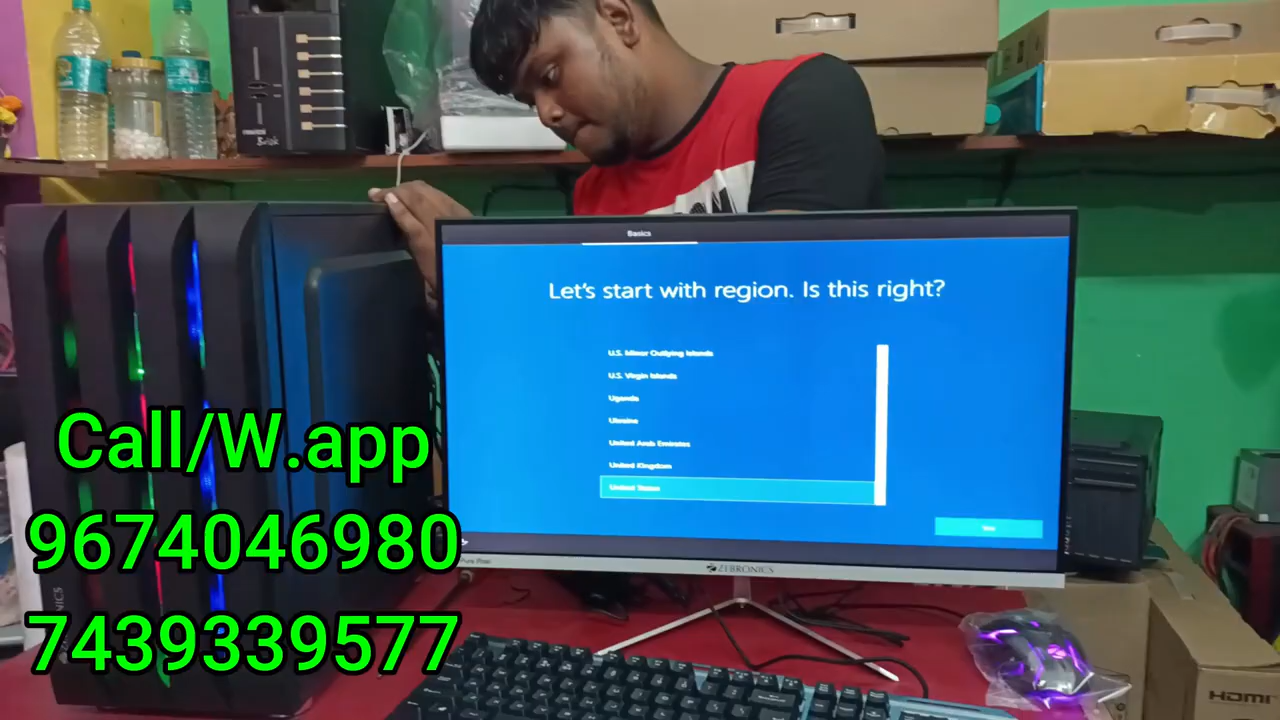 Basics
Let's start with region. Is this right?
U.S. Minor Outlying Islands
U.S. Virgin Islands
Uganda
Ukraine
United Arab Emirates
United Kingdom
United States
Yes
ZEBRONICS
Call/W.app
9674046980
7439339577
HDMI